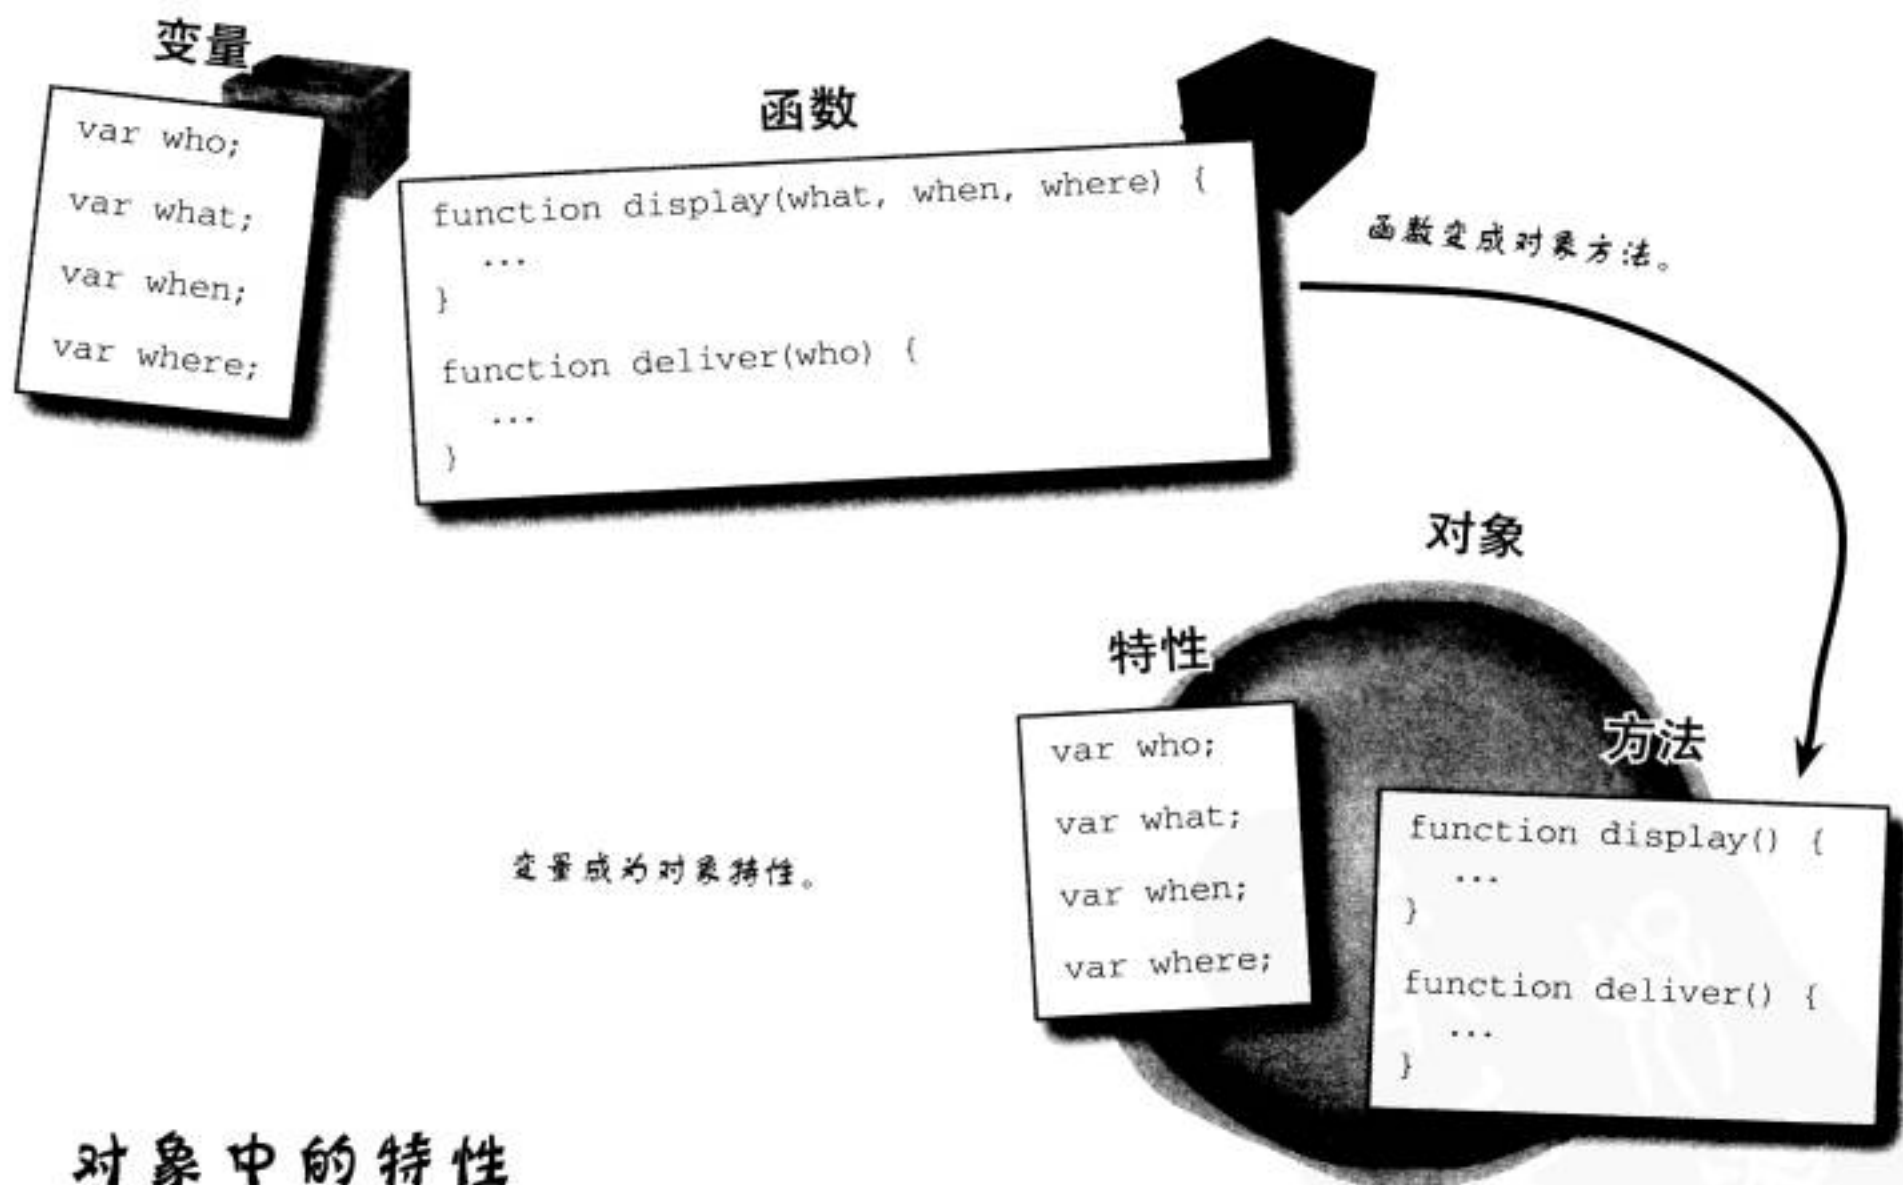 变量
var who;
var what;
var when;
var where;
函数
function display(what, when, where) {
...
}
function deliver(who) {
...
}
函数变成对象方法。
对象
特性
var who;
var what;
var when;
var where;
方法
function display() {
...
}
function deliver() {
...
}
变量成为对象特性。
对象中的特性